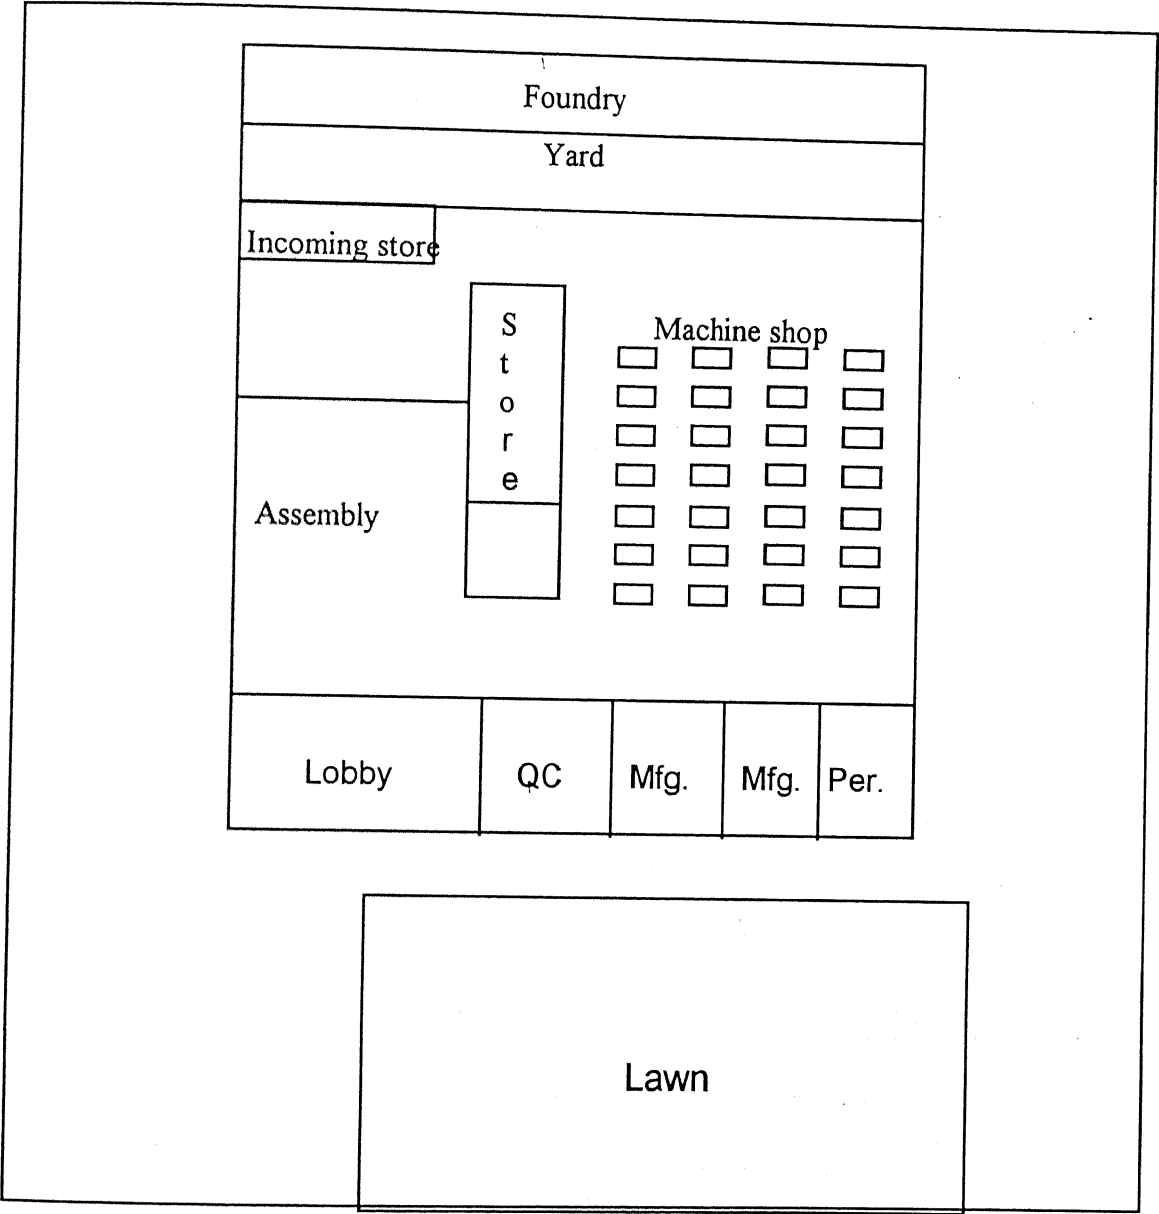 Foundry
Yard
Incoming store
S
t
o
r
e
Machine shop
Assembly
Lobby
QC
Mfg.
Mfg.
Per.
Lawn